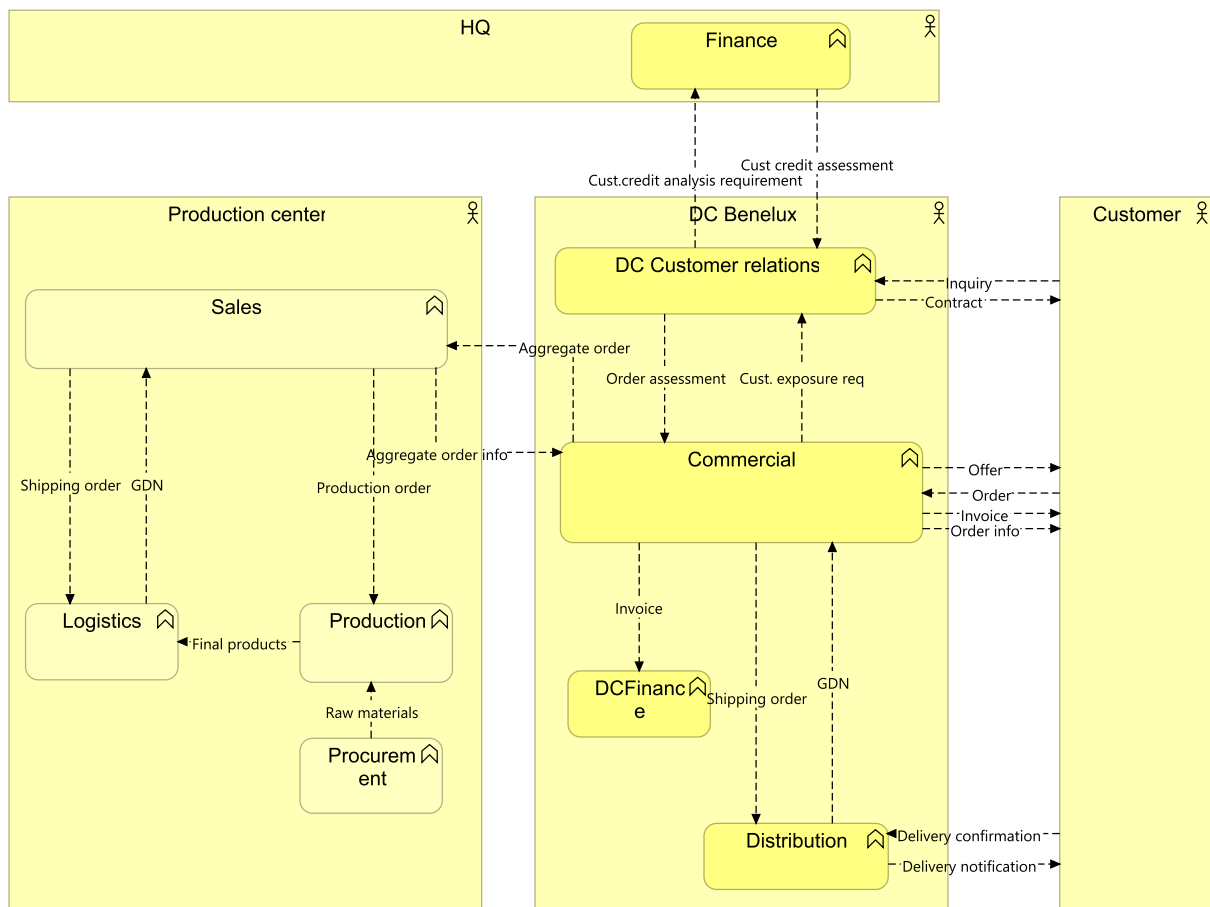 HQ
Finance
Cust credit assessment
Cust.credit analysis requirement
Production center
DC Benelux
Customer
DC Customer relations
Inquiry
Contract
Sales
Aggregate order
Order assessment
Cust. exposure req
Aggregate order info
Commercial
Offer
Order
Invoice
Order info
Shipping order
GDN
Production order
Logistics
Production
Final products
Invoice
Raw materials
DCFinanc
e
Shipping order
GDN
Procurem
ent
Distribution
Delivery confirmation
Delivery notification